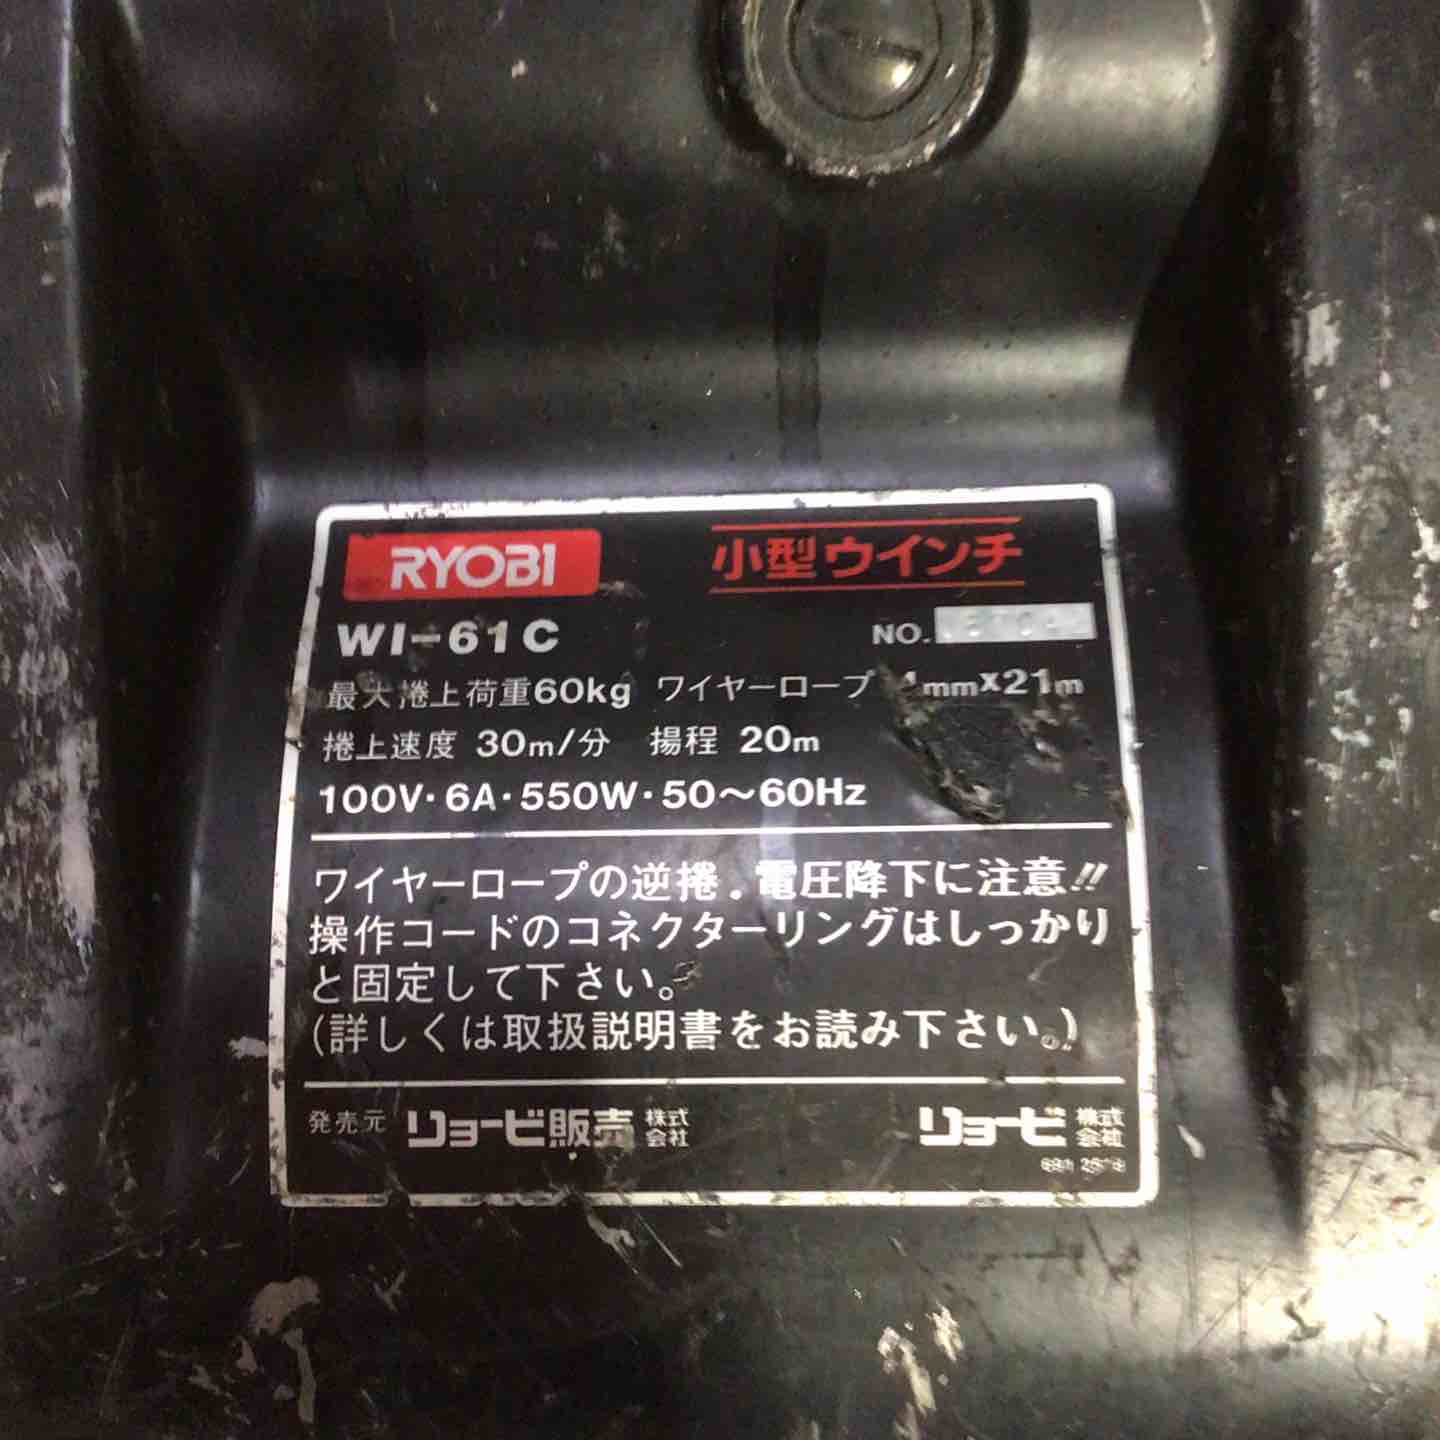 RYOBI 小型ウインチ
WI-61C NO.
最大捲上荷重60kg ワイヤーロープ 4mm×21m
捲上速度 30m/分 揚程 20m
100V・6A・550W・50〜60Hz
ワイヤーロープの逆捲.電圧降下に注意!!
操作コードのコネクターリングはしっかり
と固定して下さい。
(詳しくは取扱説明書をお読み下さい。)
発売元 リョービ販売 株式会社 リョービ 株式会社